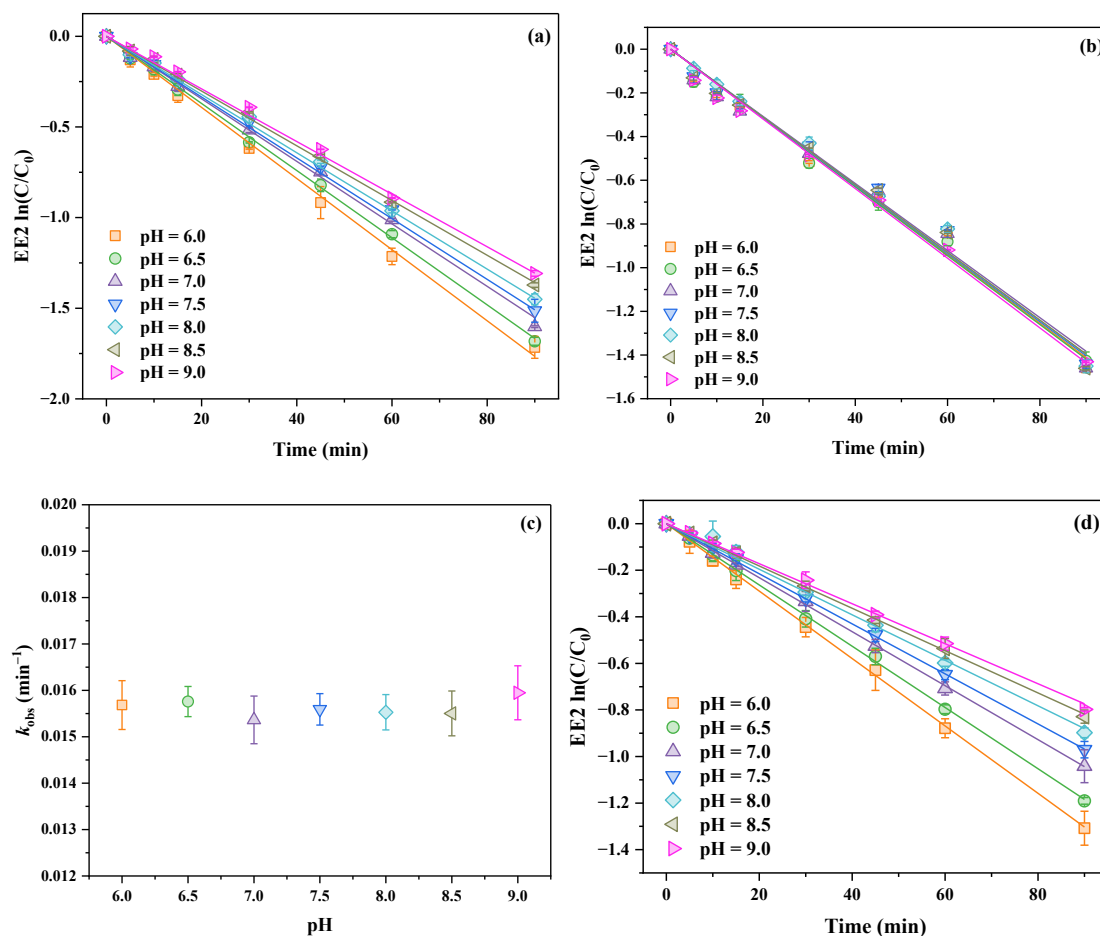 (a)
0.0
−0.5
−1.0
−1.5
−2.0
EE2 ln(C/C₀)
pH = 6.0
pH = 6.5
pH = 7.0
pH = 7.5
pH = 8.0
pH = 8.5
pH = 9.0
0 20 40 60 80
Time (min)
(b)
0.0
−0.2
−0.4
−0.6
−0.8
−1.0
−1.2
−1.4
−1.6
EE2 ln(C/C₀)
pH = 6.0
pH = 6.5
pH = 7.0
pH = 7.5
pH = 8.0
pH = 8.5
pH = 9.0
0 20 40 60 80
Time (min)
(c)
0.020
0.019
0.018
0.017
0.016
0.015
0.014
0.013
0.012
k_obs (min⁻¹)
6.0 6.5 7.0 7.5 8.0 8.5 9.0
pH
(d)
0.0
−0.2
−0.4
−0.6
−0.8
−1.0
−1.2
−1.4
EE2 ln(C/C₀)
pH = 6.0
pH = 6.5
pH = 7.0
pH = 7.5
pH = 8.0
pH = 8.5
pH = 9.0
0 20 40 60 80
Time (min)